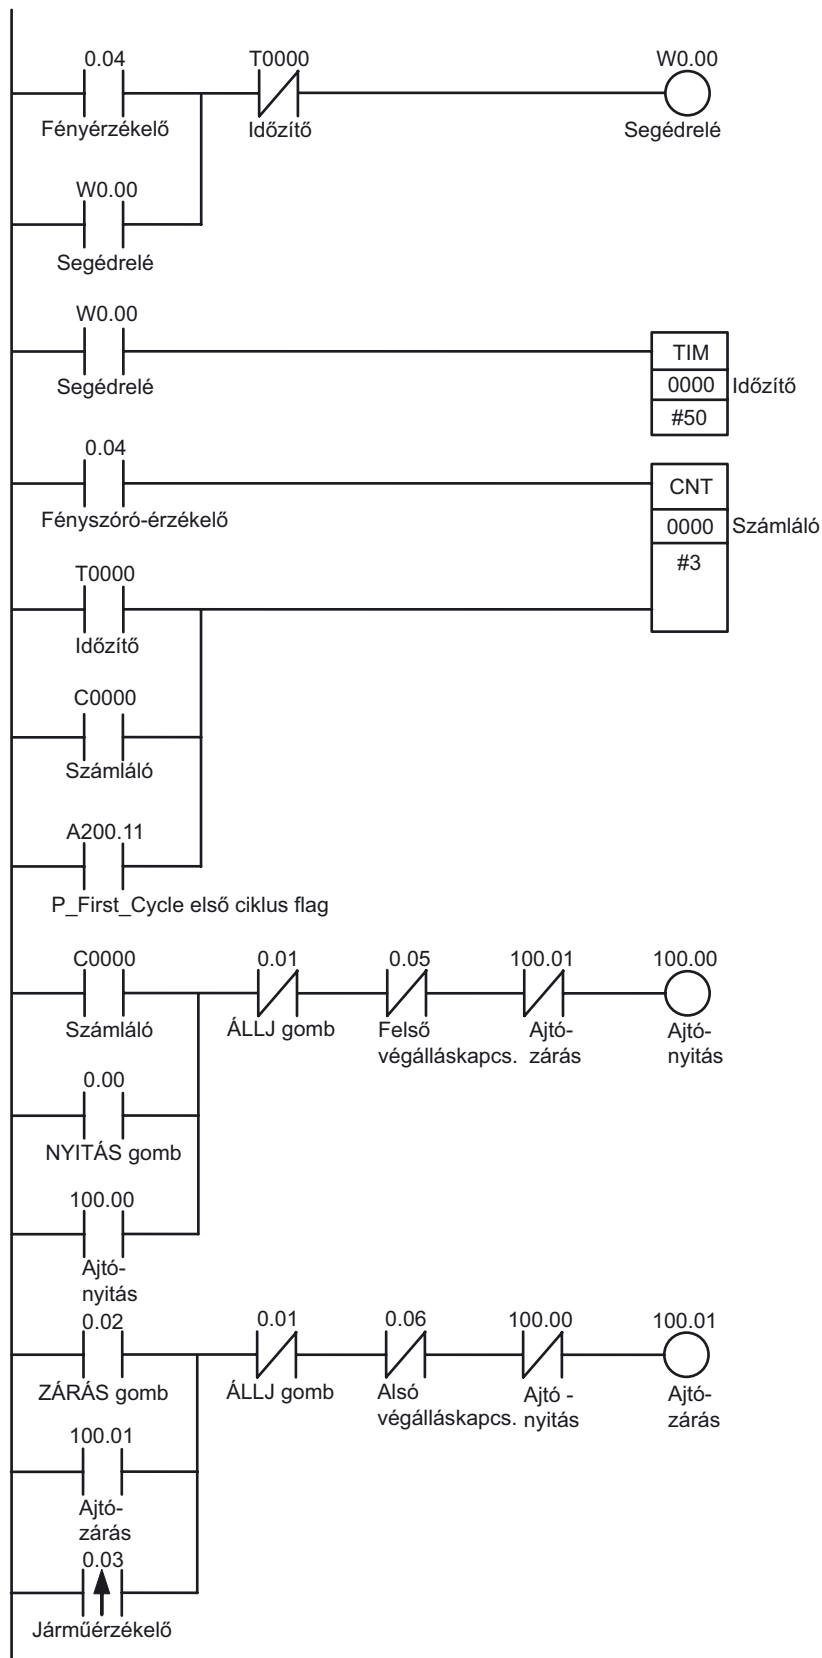 0.04 T0000 W0.00
Fényérzékelő Időzítő Segédrelé
W0.00
Segédrelé
W0.00
Segédrelé
TIM
0000 Időzítő
#50
0.04
Fényszóró-érzékelő
CNT
0000 Számláló
#3
T0000
Időzítő
C0000
Számláló
A200.11
P_First_Cycle első ciklus flag
C0000 0.01 0.05 100.01 100.00
Számláló ÁLLJ gomb Felső Ajtó- Ajtó-
végálláskapcs. zárás nyitás
0.00
NYITÁS gomb
100.00
Ajtó-
nyitás
0.02 0.01 0.06 100.00 100.01
ZÁRÁS gomb ÁLLJ gomb Alsó Ajtó - Ajtó-
végálláskapcs. nyitás zárás
100.01
Ajtó-
zárás
0.03
Járműérzékelő